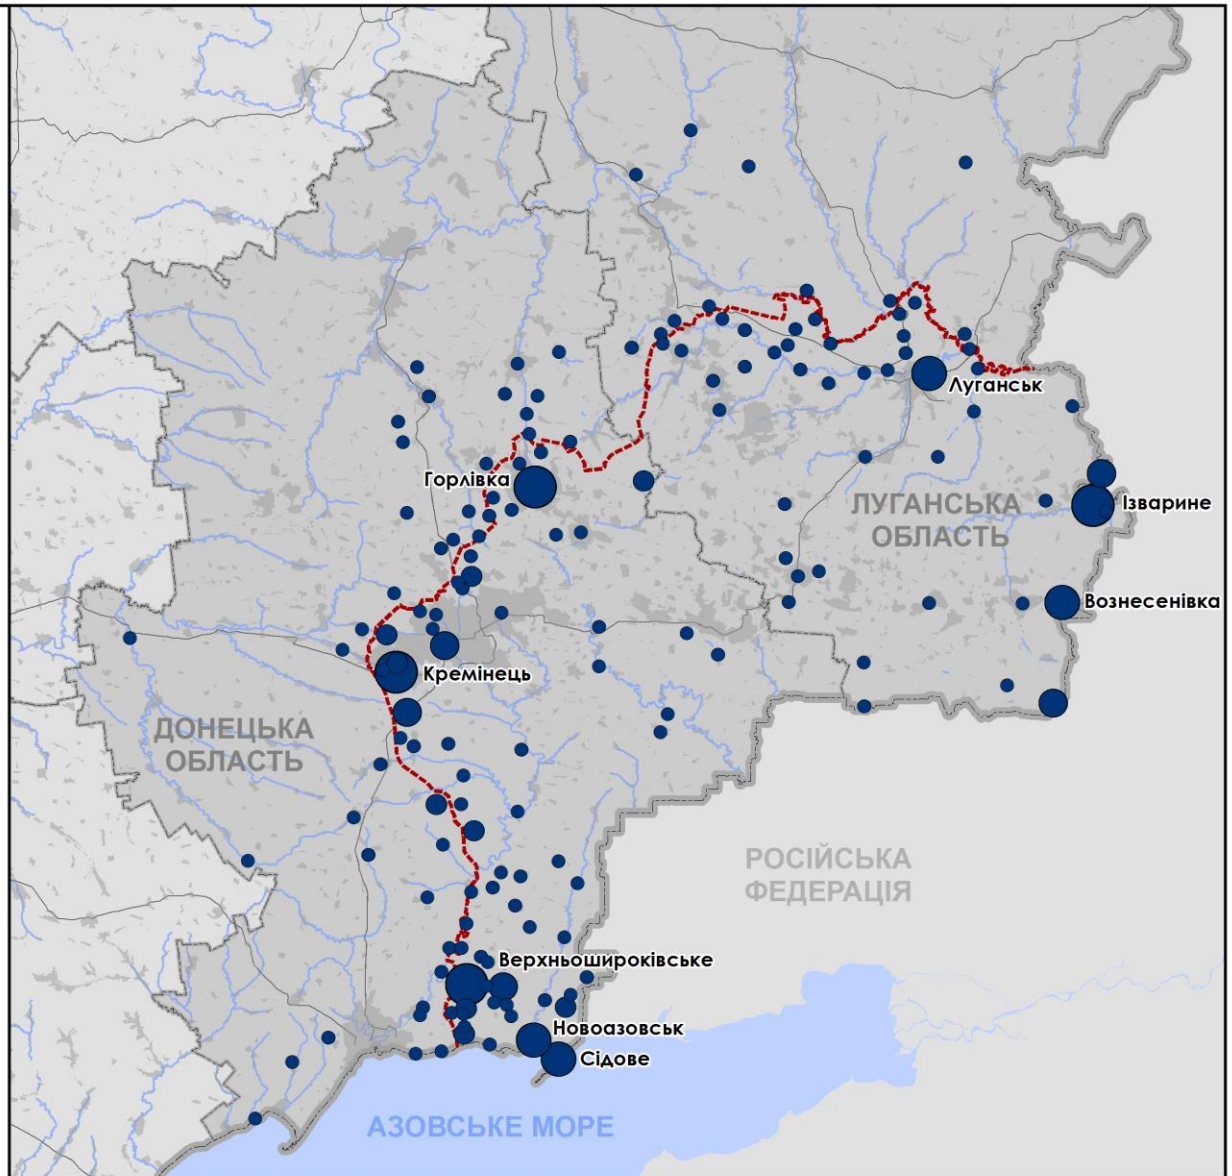 Луганськ
Горлівка
ЛУГАНСЬКА
ОБЛАСТЬ
Ізварине
Вознесенівка
Кремінець
ДОНЕЦЬКА
ОБЛАСТЬ
РОСІЙСЬКА
ФЕДЕРАЦІЯ
Верхньошироківське
Новоазовськ
Сідове
АЗОВСЬКЕ МОРЕ